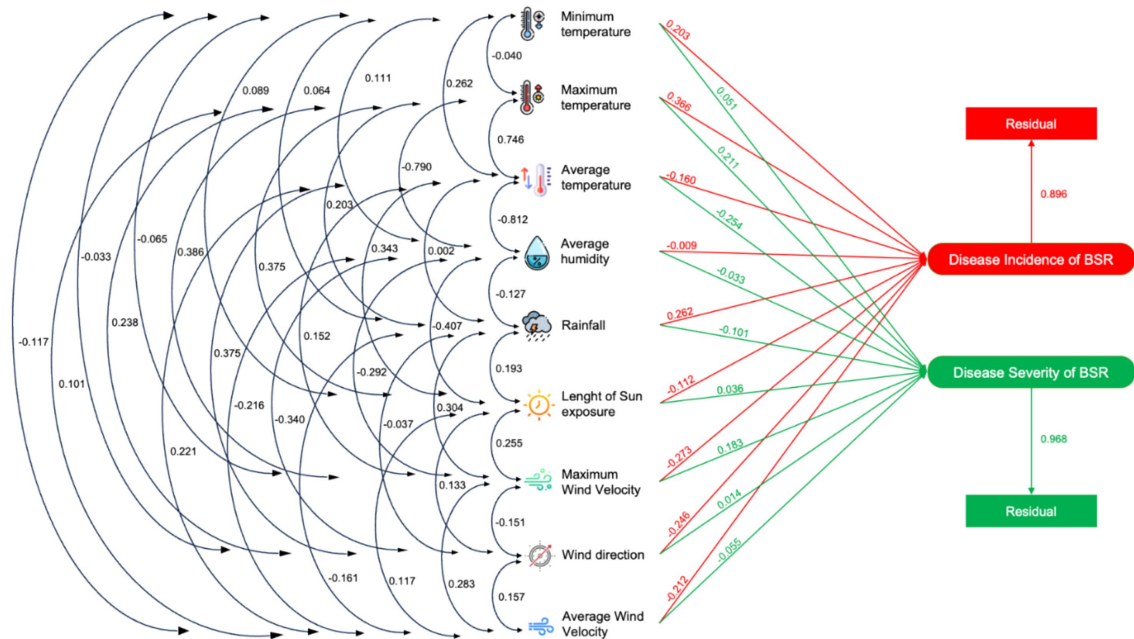 Minimum
temperature
-0.040
Maximum
temperature
0.746
Average
temperature
-0.812
Average
humidity
-0.127
Rainfall
0.193
Lenght of Sun
exposure
0.255
Maximum
Wind Velocity
-0.151
Wind direction
0.157
Average Wind
Velocity
0.089
0.064
0.111
0.262
-0.790
0.203
-0.033
-0.065
0.386
0.375
0.343
0.002
-0.117
0.101
0.238
0.375
0.152
-0.292
-0.407
-0.216
-0.340
-0.037
0.304
0.221
0.133
-0.161
0.117
0.283
0.203
0.051
0.366
0.211
-0.160
-0.254
-0.009
-0.033
0.262
-0.101
-0.112
0.036
-0.273
0.183
-0.246
0.014
-0.212
-0.055
Residual
0.896
Disease Incidence of BSR
Disease Severity of BSR
0.968
Residual